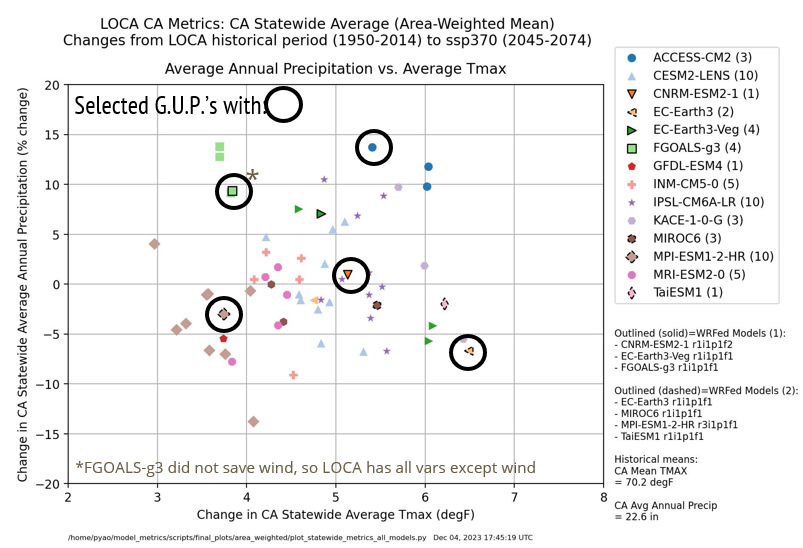 LOCA CA Metrics: CA Statewide Average (Area-Weighted Mean)
Changes from LOCA historical period (1950-2014) to ssp370 (2045-2074)
Average Annual Precipitation vs. Average Tmax
Change in CA Statewide Average Annual Precipitation (% change)
20
15
10
5
0
−5
−10
−15
−20
Selected G.U.P.'s with:
*
*FGOALS-g3 did not save wind, so LOCA has all vars except wind
2 3 4 5 6 7 8
Change in CA Statewide Average Tmax (degF)
ACCESS-CM2 (3)
CESM2-LENS (10)
CNRM-ESM2-1 (1)
EC-Earth3 (2)
EC-Earth3-Veg (4)
FGOALS-g3 (4)
GFDL-ESM4 (1)
INM-CM5-0 (5)
IPSL-CM6A-LR (10)
KACE-1-0-G (3)
MIROC6 (3)
MPI-ESM1-2-HR (10)
MRI-ESM2-0 (5)
TaiESM1 (1)
Outlined (solid)=WRFed Models (1):
- CNRM-ESM2-1 r1i1p1f2
- EC-Earth3-Veg r1i1p1f1
- FGOALS-g3 r1i1p1f1
Outlined (dashed)=WRFed Models (2):
- EC-Earth3 r1i1p1f1
- MIROC6 r1i1p1f1
- MPI-ESM1-2-HR r3i1p1f1
- TaiESM1 r1i1p1f1
Historical means:
CA Mean TMAX
= 70.2 degF
CA Avg Annual Precip
= 22.6 in
/home/pyao/model_metrics/scripts/final_plots/area_weighted/plot_statewide_metrics_all_models.py Dec 04, 2023 17:45:19 UTC